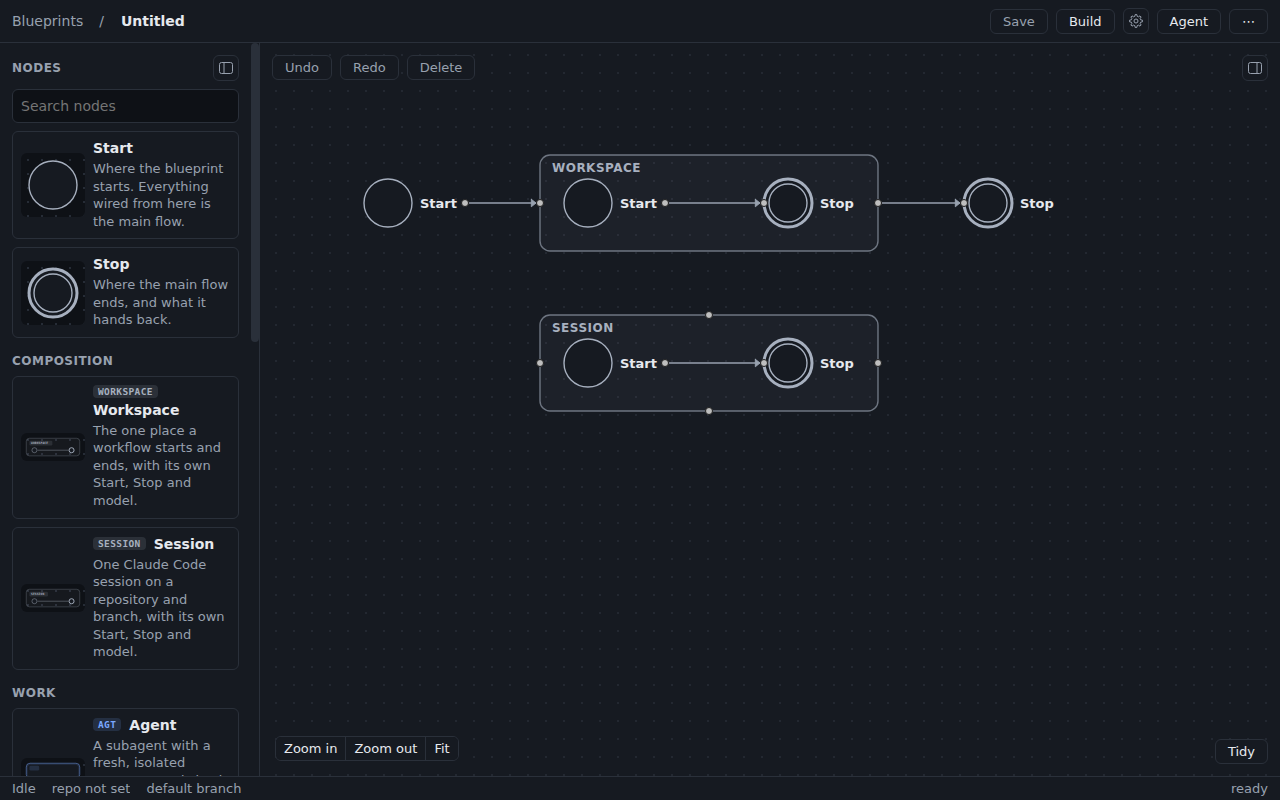 Blueprints / Untitled
Save Build Agent ···
NODES
Search nodes
Start
Where the blueprint
starts. Everything
wired from here is
the main flow.
Stop
Where the main flow
ends, and what it
hands back.
COMPOSITION
WORKSPACE
Workspace
The one place a
workflow starts and
ends, with its own
Start, Stop and
model.
SESSION Session
One Claude Code
session on a
repository and
branch, with its own
Start, Stop and
model.
WORK
AGT Agent
A subagent with a
fresh, isolated
Undo Redo Delete
WORKSPACE
Start Start Stop Stop
SESSION
Start Stop
Zoom in Zoom out Fit
Tidy
Idle repo not set default branch
ready